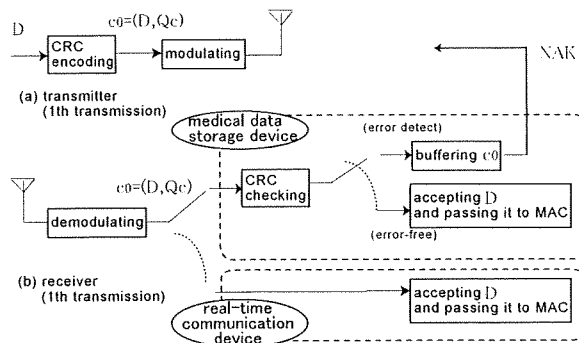 D
c0=(D,Qc)
CRC
encoding
modulating
NAK
(a) transmitter
(1th transmission)
medical data
storage device
(error detect)
buffering c0
c0=(D,Qc)
CRC
checking
demodulating
accepting D
and passing it to MAC
(error-free)
(b) receiver
(1th transmission)
real-time
communication
device
accepting D
and passing it to MAC